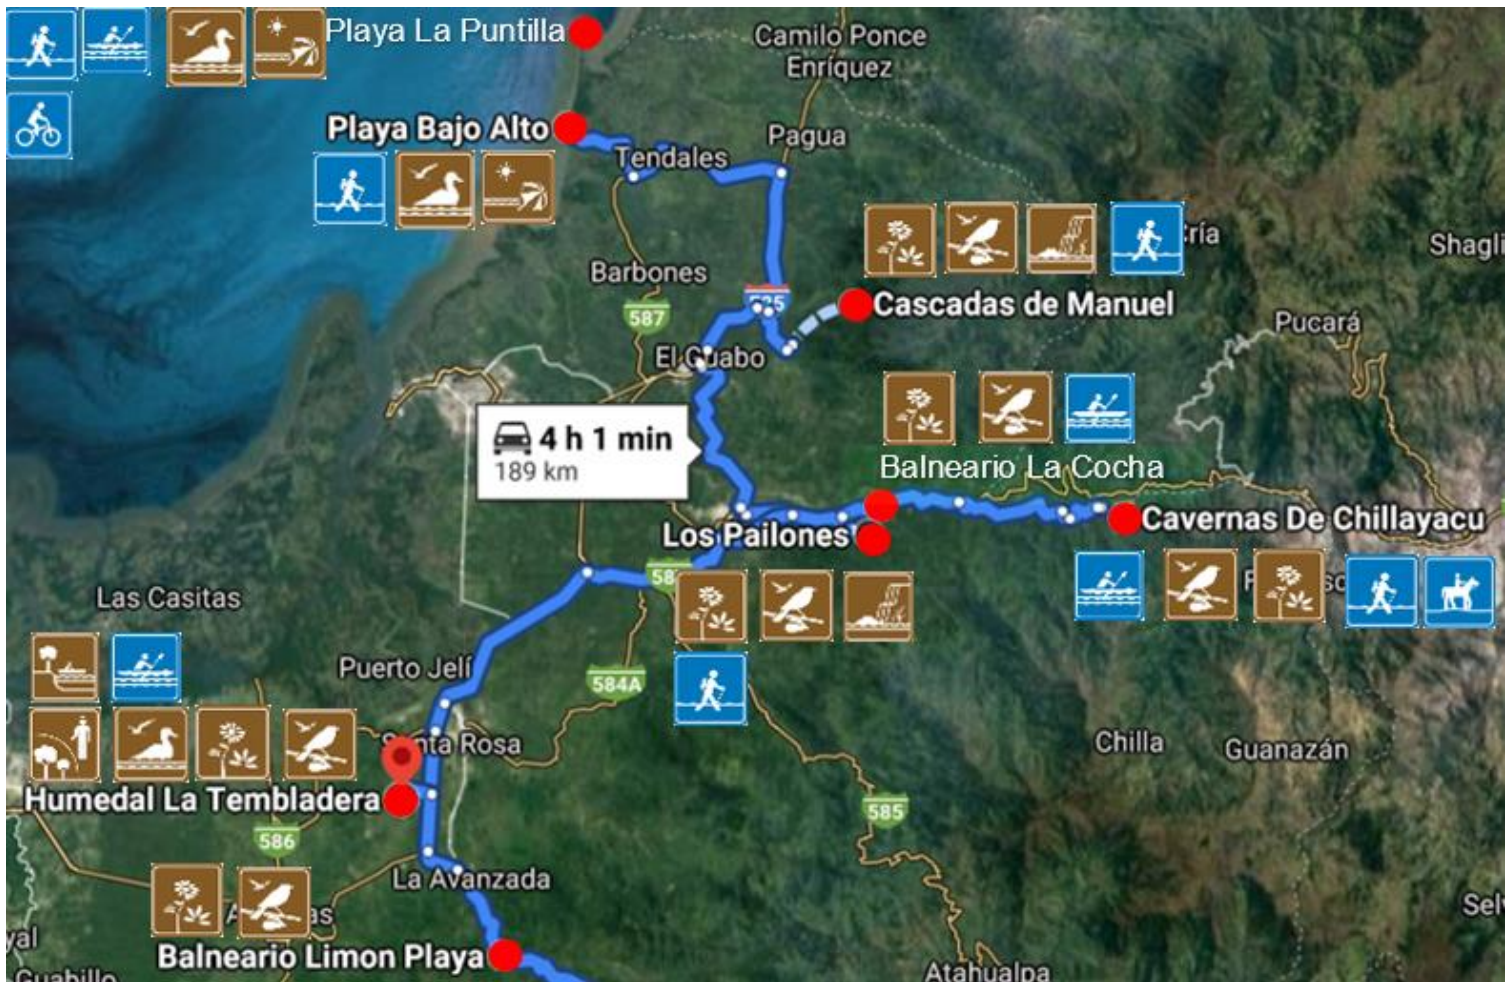 Playa La Puntilla
Camilo Ponce
Enríquez
Playa Bajo Alto
Pagua
Tendales
Shagli
Barbones
Cascadas de Manuel
587
Pucará
El Guabo
4 h 1 min
189 km
Balneario La Cocha
Los Pailones
Cavernas De Chillayacu
Las Casitas
Puerto Jelí
584A
Santa Rosa
Chilla
Guanazán
Humedal La Tembladera
585
586
La Avanzada
Balneario Limon Playa
Atahualpa